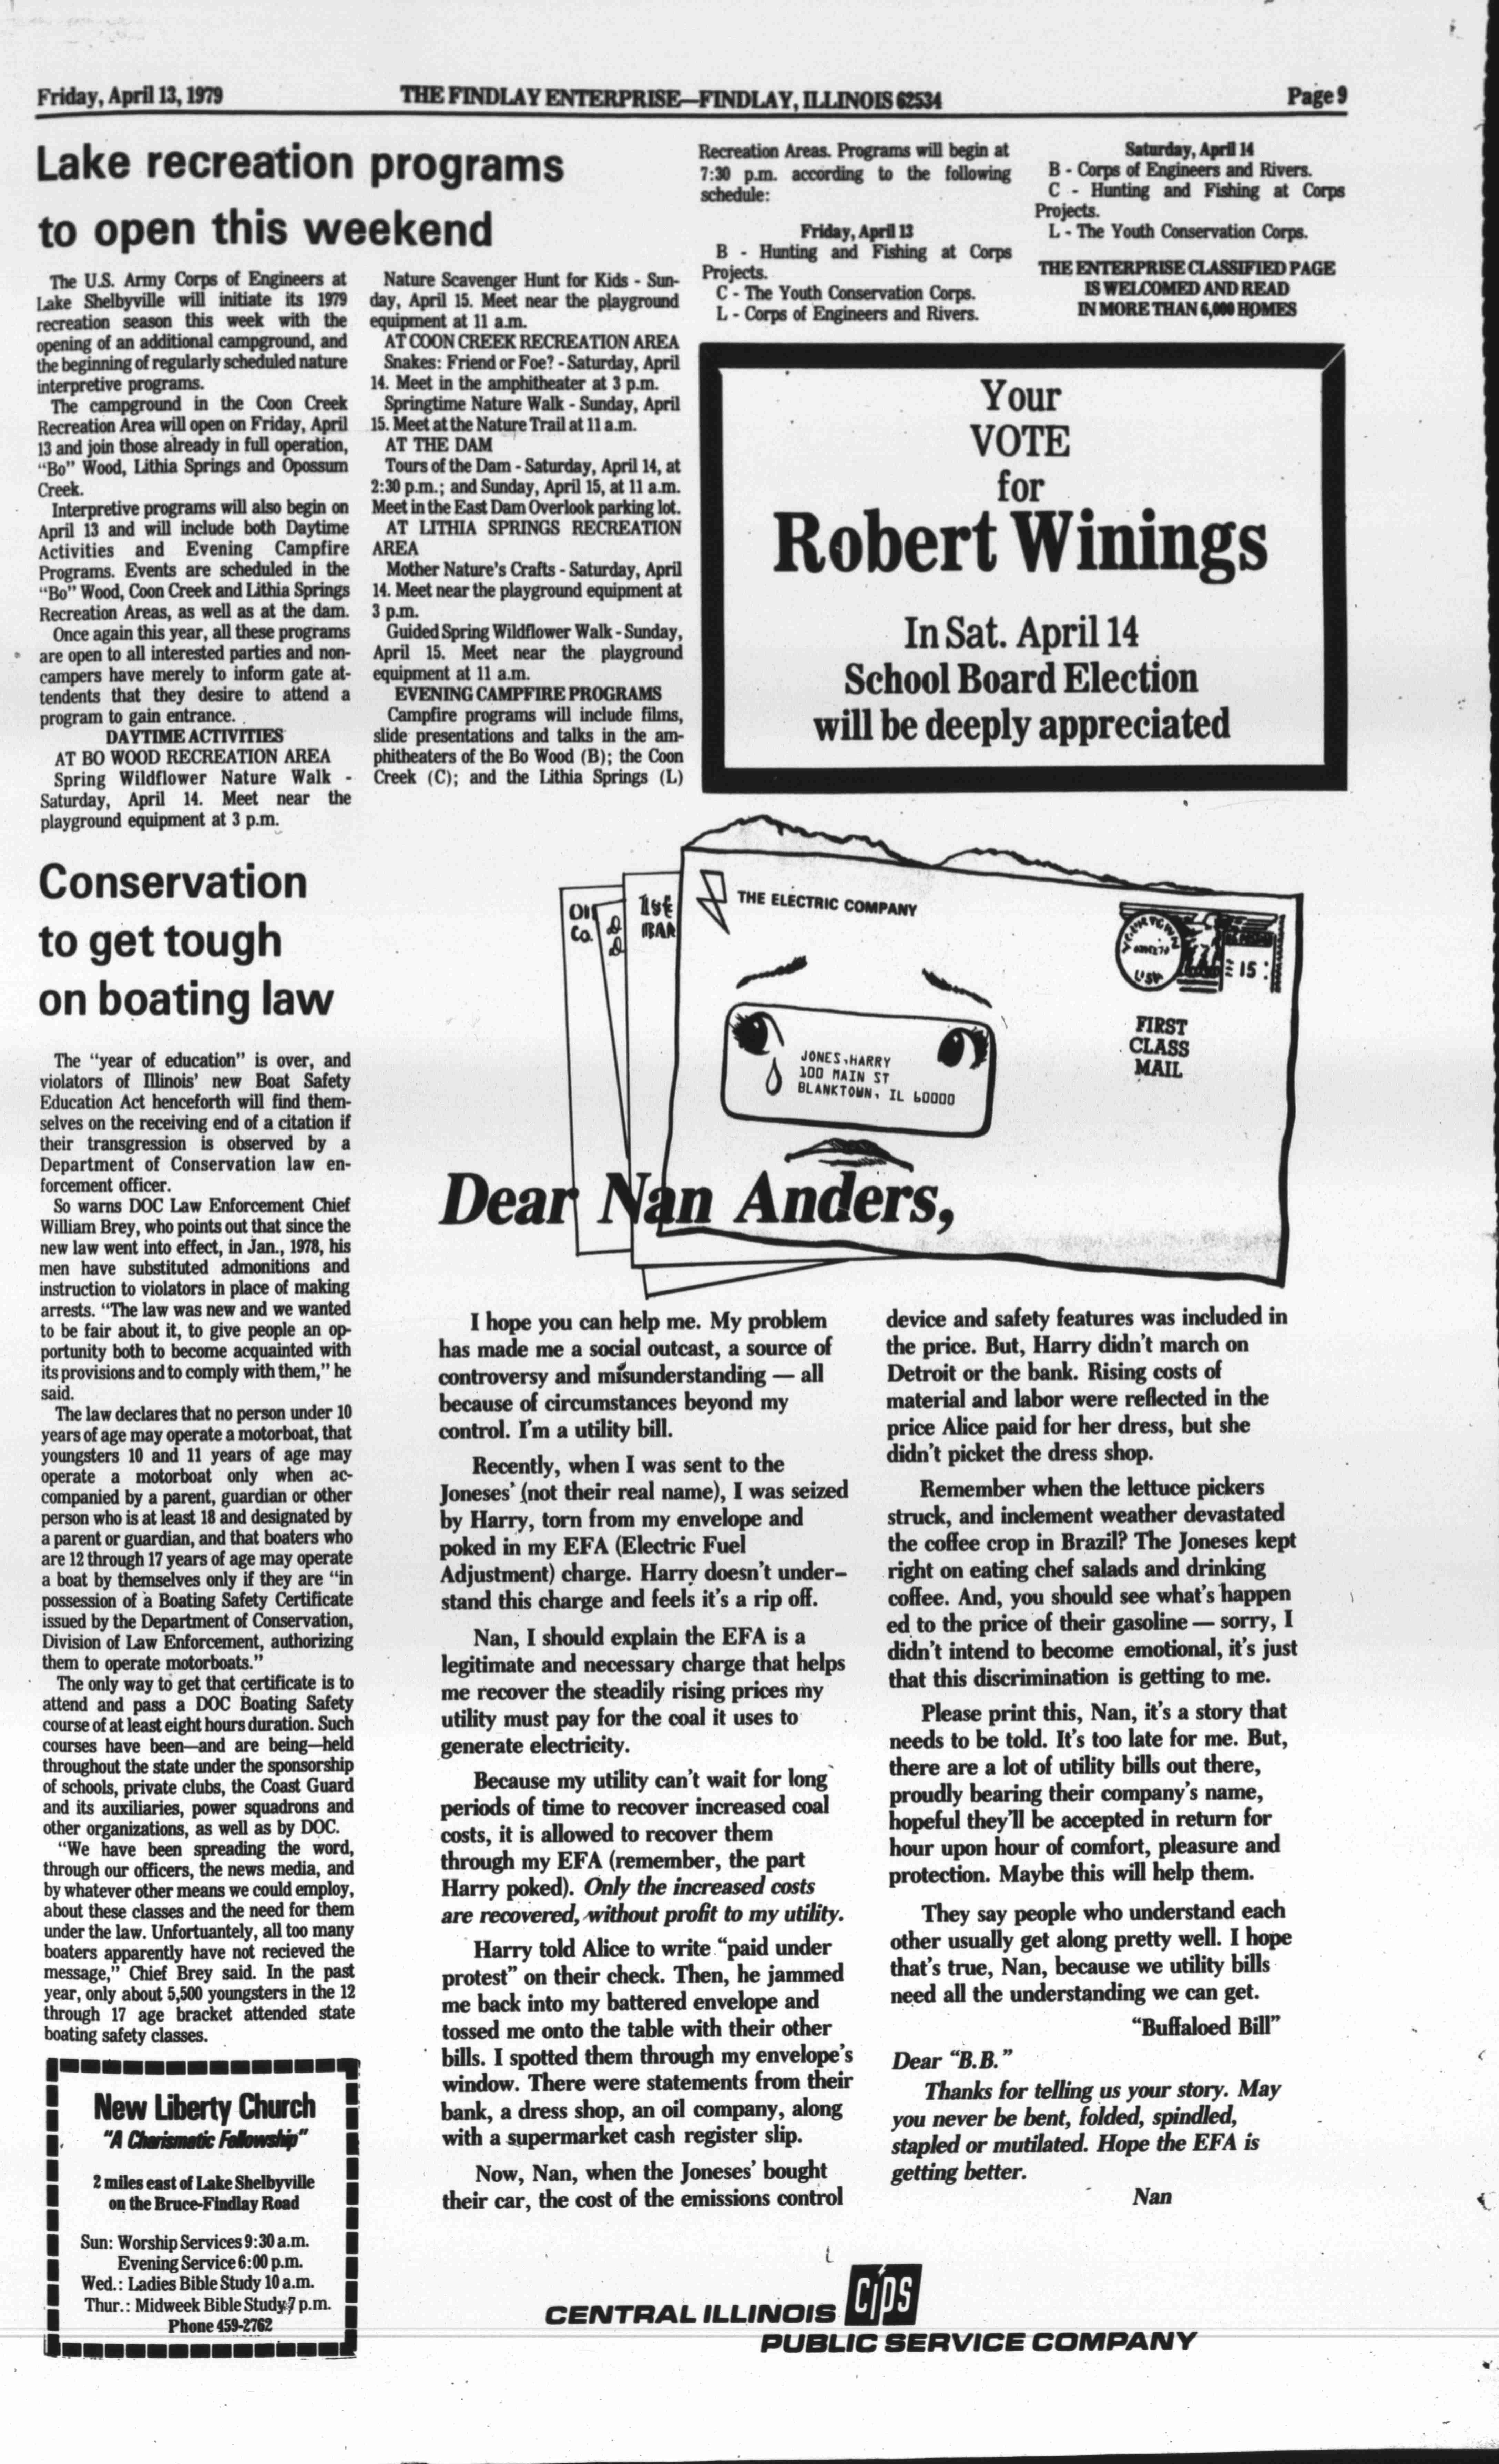 Friday, April 13, 1979
THE FINDLAY ENTERPRISE—FINDLAY, ILLINOIS 62534
Page 9
Lake recreation programs
to open this weekend
The U.S. Army Corps of Engineers at
Lake Shelbyville will initiate its 1979
recreation season this week with the
opening of an additional campground, and
the beginning of regularly scheduled nature
interpretive programs.
The campground in the Coon Creek
Recreation Area will open on Friday, April
13 and join those already in full operation,
"Bo" Wood, Lithia Springs and Opossum
Creek.
Interpretive programs will also begin on
April 13 and will include both Daytime
Activities and Evening Campfire
Programs. Events are scheduled in the
"Bo" Wood, Coon Creek and Lithia Springs
Recreation Areas, as well as at the dam.
Once again this year, all these programs
are open to all interested parties and non-
campers have merely to inform gate at-
tendents that they desire to attend a
program to gain entrance.
DAYTIME ACTIVITIES
AT BO WOOD RECREATION AREA
Spring Wildflower Nature Walk -
Saturday, April 14. Meet near the
playground equipment at 3 p.m.
Nature Scavenger Hunt for Kids - Sun-
day, April 15. Meet near the playground
equipment at 11 a.m.
AT COON CREEK RECREATION AREA
Snakes: Friend or Foe? - Saturday, April
14. Meet in the amphitheater at 3 p.m.
Springtime Nature Walk - Sunday, April
15. Meet at the Nature Trail at 11 a.m.
AT THE DAM
Tours of the Dam - Saturday, April 14, at
2:30 p.m.; and Sunday, April 15, at 11 a.m.
Meet in the East Dam Overlook parking lot.
AT LITHIA SPRINGS RECREATION
AREA
Mother Nature's Crafts - Saturday, April
14. Meet near the playground equipment at
3 p.m.
Guided Spring Wildflower Walk - Sunday,
April 15. Meet near the playground
equipment at 11 a.m.
EVENING CAMPFIRE PROGRAMS
Campfire programs will include films,
slide presentations and talks in the am-
phitheaters of the Bo Wood (B); the Coon
Creek (C); and the Lithia Springs (L)
Recreation Areas. Programs will begin at
7:30 p.m. according to the following
schedule:
Friday, April 13
B - Hunting and Fishing at Corps
Projects.
C - The Youth Conservation Corps.
L - Corps of Engineers and Rivers.
Saturday, April 14
B - Corps of Engineers and Rivers.
C - Hunting and Fishing at Corps
Projects.
L - The Youth Conservation Corps.
THE ENTERPRISE CLASSIFIED PAGE
IS WELCOMED AND READ
IN MORE THAN 6,000 HOMES
Your
VOTE
for
Robert Winings
In Sat. April 14
School Board Election
will be deeply appreciated
Conservation
to get tough
on boating law
The "year of education" is over, and
violators of Illinois' new Boat Safety
Education Act henceforth will find them-
selves on the receiving end of a citation if
their transgression is observed by a
Department of Conservation law en-
forcement officer.
So warns DOC Law Enforcement Chief
William Brey, who points out that since the
new law went into effect, in Jan., 1978, his
men have substituted admonitions and
instruction to violators in place of making
arrests. "The law was new and we wanted
to be fair about it, to give people an op-
portunity both to become acquainted with
its provisions and to comply with them," he
said.
The law declares that no person under 10
years of age may operate a motorboat, that
youngsters 10 and 11 years of age may
operate a motorboat only when ac-
companied by a parent, guardian or other
person who is at least 18 and designated by
a parent or guardian, and that boaters who
are 12 through 17 years of age may operate
a boat by themselves only if they are "in
possession of a Boating Safety Certificate
issued by the Department of Conservation,
Division of Law Enforcement, authorizing
them to operate motorboats."
The only way to get that certificate is to
attend and pass a DOC Boating Safety
course of at least eight hours duration. Such
courses have been—and are being—held
throughout the state under the sponsorship
of schools, private clubs, the Coast Guard
and its auxiliaries, power squadrons and
other organizations, as well as by DOC.
"We have been spreading the word,
through our officers, the news media, and
by whatever other means we could employ,
about these classes and the need for them
under the law. Unfortuantely, all too many
boaters apparently have not recieved the
message," Chief Brey said. In the past
year, only about 5,500 youngsters in the 12
through 17 age bracket attended state
boating safety classes.
New Liberty Church
"A Charismatic Fellowship"
2 miles east of Lake Shelbyville
on the Bruce-Findlay Road
Sun: Worship Services 9:30 a.m.
Evening Service 6:00 p.m.
Wed.: Ladies Bible Study 10 a.m.
Thur.: Midweek Bible Study 7 p.m.
Phone 459-2762
Oil
Co.
1st
BAN
THE ELECTRIC COMPANY
YOURTOWN
USA
15
FIRST
CLASS
MAIL
JONES, HARRY
100 MAIN ST
BLANKTOWN, IL 60000
Dear Nan Anders,
I hope you can help me. My problem
has made me a social outcast, a source of
controversy and misunderstanding — all
because of circumstances beyond my
control. I'm a utility bill.
Recently, when I was sent to the
Joneses' (not their real name), I was seized
by Harry, torn from my envelope and
poked in my EFA (Electric Fuel
Adjustment) charge. Harry doesn't under-
stand this charge and feels it's a rip off.
Nan, I should explain the EFA is a
legitimate and necessary charge that helps
me recover the steadily rising prices my
utility must pay for the coal it uses to
generate electricity.
Because my utility can't wait for long
periods of time to recover increased coal
costs, it is allowed to recover them
through my EFA (remember, the part
Harry poked). Only the increased costs
are recovered, without profit to my utility.
Harry told Alice to write "paid under
protest" on their check. Then, he jammed
me back into my battered envelope and
tossed me onto the table with their other
bills. I spotted them through my envelope's
window. There were statements from their
bank, a dress shop, an oil company, along
with a supermarket cash register slip.
Now, Nan, when the Joneses' bought
their car, the cost of the emissions control
device and safety features was included in
the price. But, Harry didn't march on
Detroit or the bank. Rising costs of
material and labor were reflected in the
price Alice paid for her dress, but she
didn't picket the dress shop.
Remember when the lettuce pickers
struck, and inclement weather devastated
the coffee crop in Brazil? The Joneses kept
right on eating chef salads and drinking
coffee. And, you should see what's happen
ed to the price of their gasoline — sorry, I
didn't intend to become emotional, it's just
that this discrimination is getting to me.
Please print this, Nan, it's a story that
needs to be told. It's too late for me. But,
there are a lot of utility bills out there,
proudly bearing their company's name,
hopeful they'll be accepted in return for
hour upon hour of comfort, pleasure and
protection. Maybe this will help them.
They say people who understand each
other usually get along pretty well. I hope
that's true, Nan, because we utility bills
need all the understanding we can get.
"Buffaloed Bill"
Dear "B.B."
Thanks for telling us your story. May
you never be bent, folded, spindled,
stapled or mutilated. Hope the EFA is
getting better.
Nan
CENTRAL ILLINOIS
CIPS
PUBLIC SERVICE COMPANY